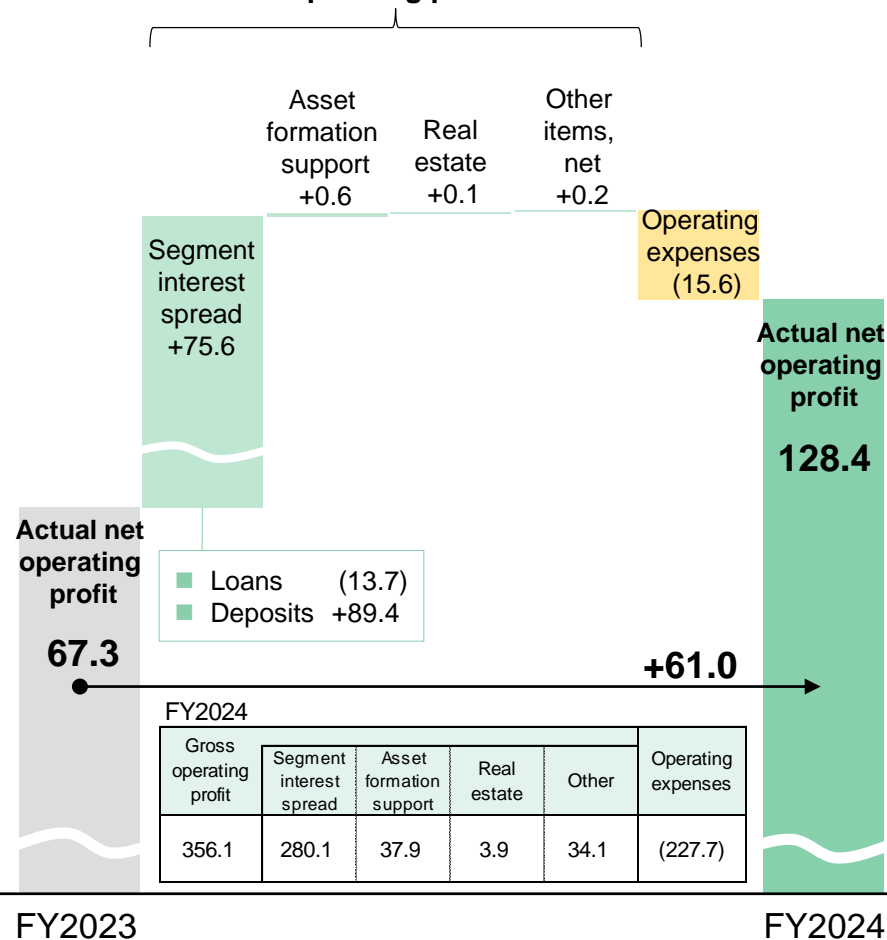 Asset
formation
support
+0.6
Real
estate
+0.1
Other
items,
net
+0.2
Operating
expenses
(15.6)
Segment
interest
spread
+75.6
Actual net
operating
profit
128.4
Actual net
operating
profit
67.3
Loans (13.7)
Deposits +89.4
+61.0
FY2024
Gross
operating
profit
Segment
interest
spread
Asset
formation
support
Real
estate
Other
Operating
expenses
356.1 280.1 37.9 3.9 34.1 (227.7)
FY2023 FY2024